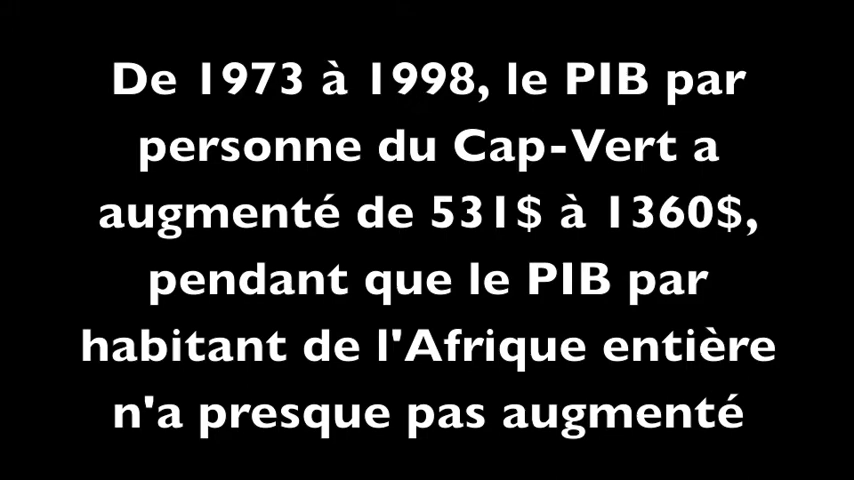 De 1973 à 1998, le PIB par
personne du Cap-Vert a
augmenté de 531$ à 1360$,
pendant que le PIB par
habitant de l'Afrique entière
n'a presque pas augmenté